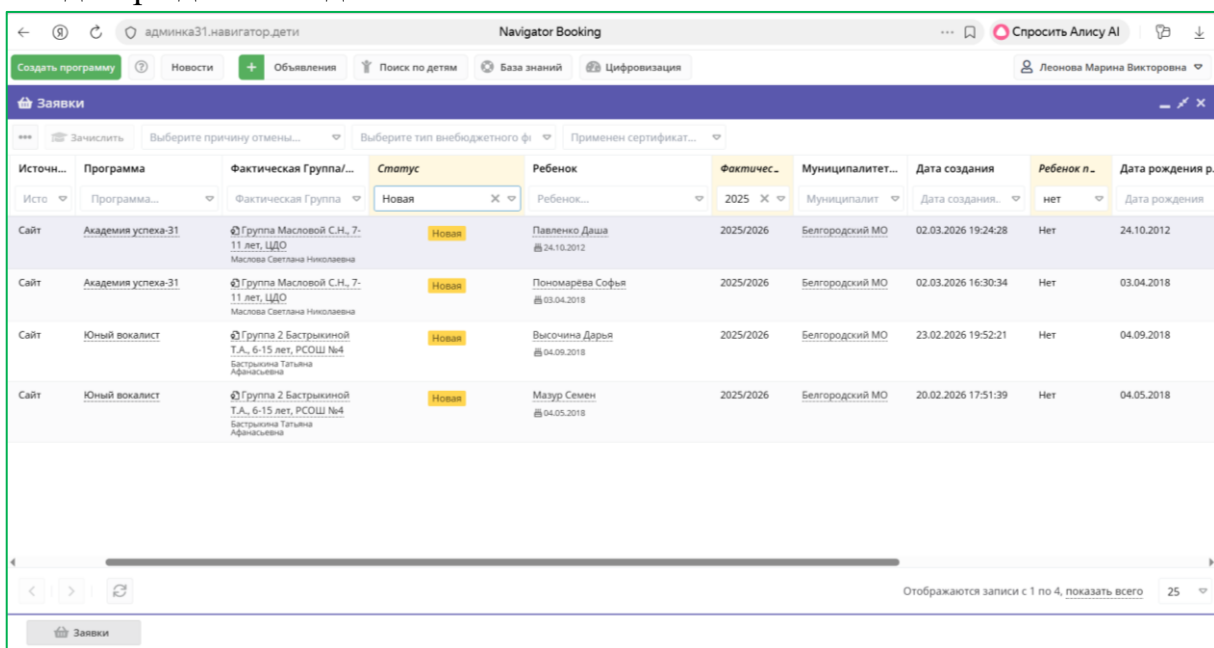 админка31.навигатор.дети Navigator Booking ... Спросить Алису AI
Создать программу ? Новости + Объявления Поиск по детям База знаний Цифровизация Леонова Марина Викторовна
Заявки
Зачислить Выберите причину отмены... Выберите тип внебюджетного фи Применен сертификат...
Источн... Программа Фактическая Группа/... Статус Ребенок Фактичес... Муниципалитет... Дата создания Ребенок п... Дата рождения р.
Исто Программа... Фактическая Группа Новая Ребенок... 2025 Муниципалит Дата создания.. нет Дата рождения
Сайт Академия успеха-31 Группа Масловой С.Н., 7- Новая Павленко Даша 2025/2026 Белгородский МО 02.03.2026 19:24:28 Нет 24.10.2012
11 лет, ЦДО 24.10.2012
Маслова Светлана Николаевна
Сайт Академия успеха-31 Группа Масловой С.Н., 7- Новая Пономарёва Софья 2025/2026 Белгородский МО 02.03.2026 16:30:34 Нет 03.04.2018
11 лет, ЦДО 03.04.2018
Маслова Светлана Николаевна
Сайт Юный вокалист Группа 2 Бастрыкиной Новая Высочина Дарья 2025/2026 Белгородский МО 23.02.2026 19:52:21 Нет 04.09.2018
Т.А., 6-15 лет, РСОШ №4 04.09.2018
Бастрыкина Татьяна
Афанасьевна
Сайт Юный вокалист Группа 2 Бастрыкиной Новая Мазур Семен 2025/2026 Белгородский МО 20.02.2026 17:51:39 Нет 04.05.2018
Т.А., 6-15 лет, РСОШ №4 04.05.2018
Бастрыкина Татьяна
Афанасьевна
Отображаются записи с 1 по 4, показать всего 25
Заявки